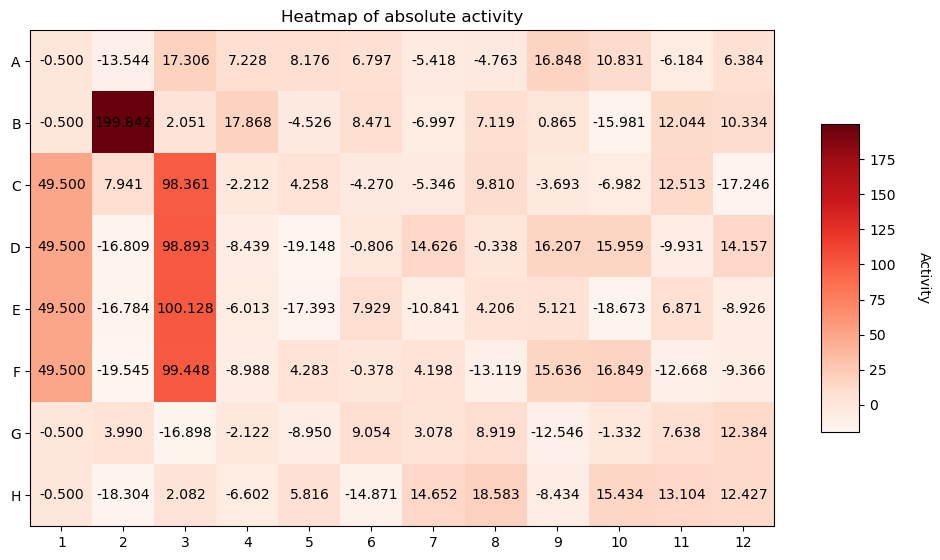 Heatmap of absolute activity
A -0.500 -13.544 17.306 7.228 8.176 6.797 -5.418 -4.763 16.848 10.831 -6.184 6.384
B -0.500 199.842 2.051 17.868 -4.526 8.471 -6.997 7.119 0.865 -15.981 12.044 10.334
C 49.500 7.941 98.361 -2.212 4.258 -4.270 -5.346 9.810 -3.693 -6.982 12.513 -17.246
D 49.500 -16.809 98.893 -8.439 -19.148 -0.806 14.626 -0.338 16.207 15.959 -9.931 14.157
E 49.500 -16.784 100.128 -6.013 -17.393 7.929 -10.841 4.206 5.121 -18.673 6.871 -8.926
F 49.500 -19.545 99.448 -8.988 4.283 -0.378 4.198 -13.119 15.636 16.849 -12.668 -9.366
G -0.500 3.990 -16.898 -2.122 -8.950 9.054 3.078 8.919 -12.546 -1.332 7.638 12.384
H -0.500 -18.304 2.082 -6.602 5.816 -14.871 14.652 18.583 -8.434 15.434 13.104 12.427
1 2 3 4 5 6 7 8 9 10 11 12
175
150
125
100
75
50
25
0
Activity